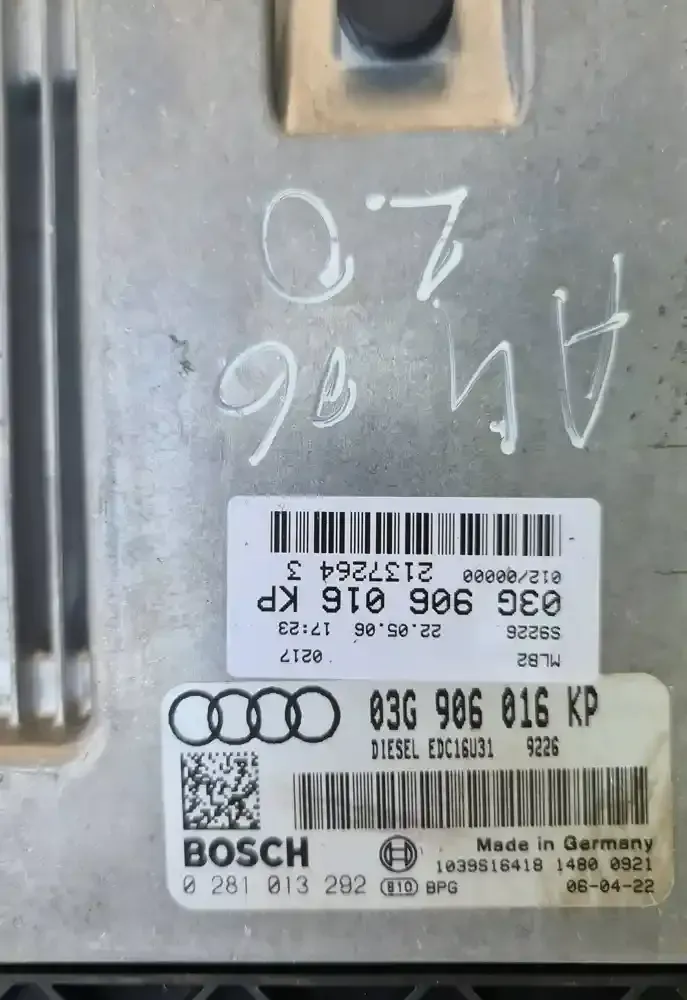 A4 06
2.0
MLB2 0217
S9226 22.05.06 17:23
03G 906 016 KP
012/00000 2137264 3
03G 906 016 KP
DIESEL EDC16U31 9226
BOSCH
Made in Germany
1039S16418 1480 0921
0 281 013 292 B10 BPG 06-04-22